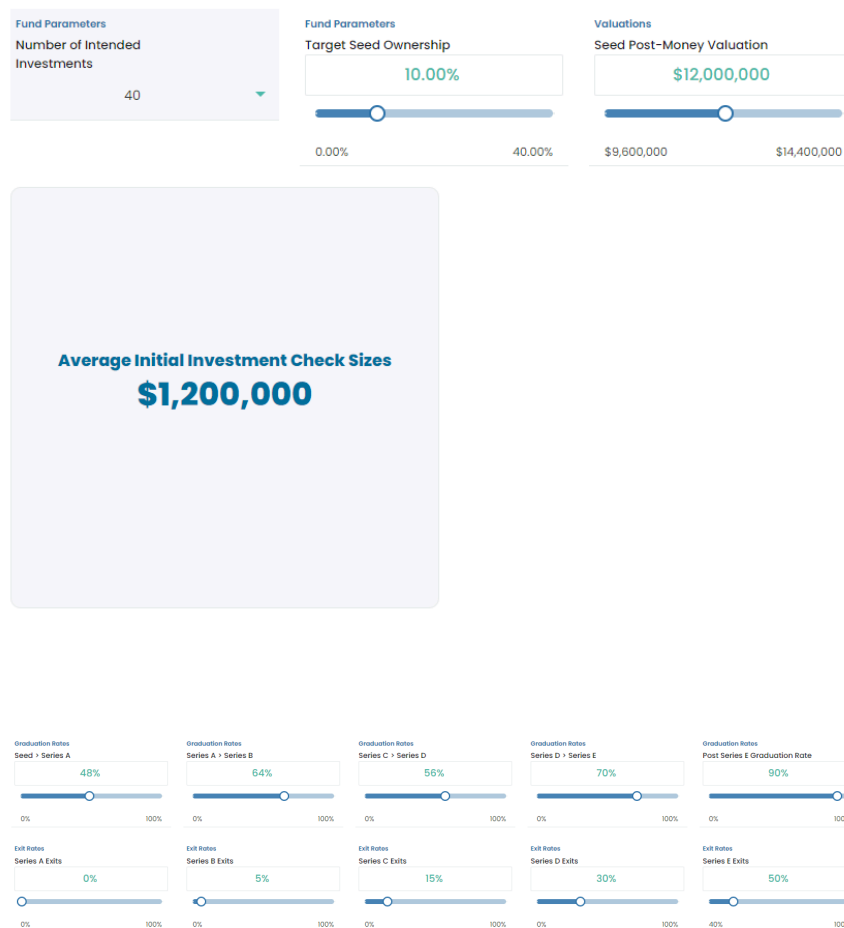 Fund Parameters
Number of Intended
Investments
40
Fund Parameters
Target Seed Ownership
10.00%
0.00% 40.00%
Valuations
Seed Post-Money Valuation
$12,000,000
$9,600,000 $14,400,000
Average Initial Investment Check Sizes
$1,200,000
Graduation Rates
Seed > Series A
48%
0% 100%
Graduation Rates
Series A > Series B
64%
0% 100%
Graduation Rates
Series C > Series D
56%
0% 100%
Graduation Rates
Series D > Series E
70%
0% 100%
Graduation Rates
Post Series E Graduation Rate
90%
0%
Exit Rates
Series A Exits
0%
0% 100%
Exit Rates
Series B Exits
5%
0% 100%
Exit Rates
Series C Exits
15%
0% 100%
Exit Rates
Series D Exits
30%
0% 100%
Exit Rates
Series E Exits
50%
40%